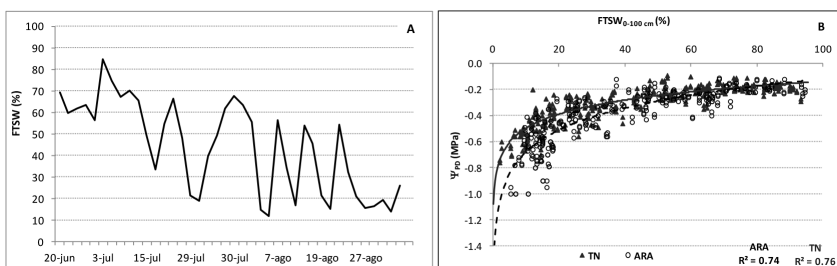 A
FTSW (%)
100
90
80
70
60
50
40
30
20
10
0
20-jun 3-jul 15-jul 29-jul 30-jul 7-ago 19-ago 27-ago
B
FTSW0-100 cm (%)
0 20 40 60 80 100
ΨPD (MPa)
0.0
-0.2
-0.4
-0.6
-0.8
-1.0
-1.2
-1.4
TN ARA
ARA TN
R² = 0.74 R² = 0.76